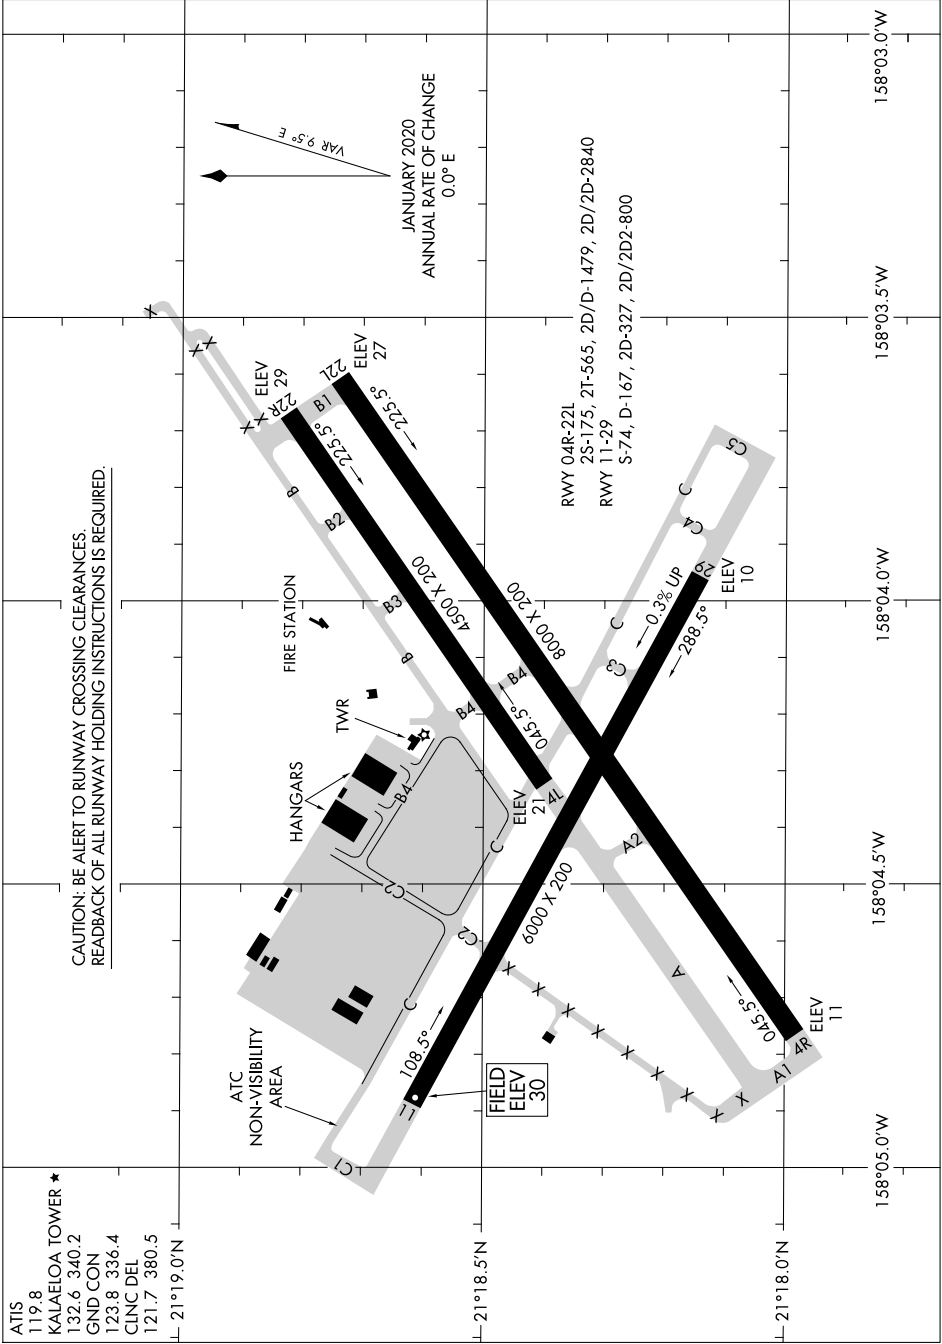 ATIS
119.8
KALAELOA TOWER ★
132.6 340.2
GND CON
123.8 336.4
CLNC DEL
121.7 380.5
CAUTION: BE ALERT TO RUNWAY CROSSING CLEARANCES.
READBACK OF ALL RUNWAY HOLDING INSTRUCTIONS IS REQUIRED.
VAR 9.5° E
JANUARY 2020
ANNUAL RATE OF CHANGE
0.0° E
21°19.0'N
21°18.5'N
21°18.0'N
158°05.0'W
158°04.5'W
158°04.0'W
158°03.5'W
158°03.0'W
ATC
NON-VISIBILITY
AREA
HANGARS
TWR
FIRE STATION
FIELD
ELEV
30
11
108.5°
6000 X 200
C1
C
C2
C2
C
B4
B4
B4
B
B3
B2
B
B1
X
X
X
X
X
ELEV
29
22R
225.5°
4500 X 200
045.5°
4L
ELEV
21
ELEV
27
22L
225.5°
8000 X 200
045.5°
4R
ELEV
11
A1
A
A2
X
X
X
X
X
X
X
X
X
C3
C
C4
C
C5
0.3% UP
288.5°
29
ELEV
10
RWY 04R-22L
2S-175, 2T-565, 2D/D-1479, 2D/2D-2840
RWY 11-29
S-74, D-167, 2D-327, 2D/2D2-800